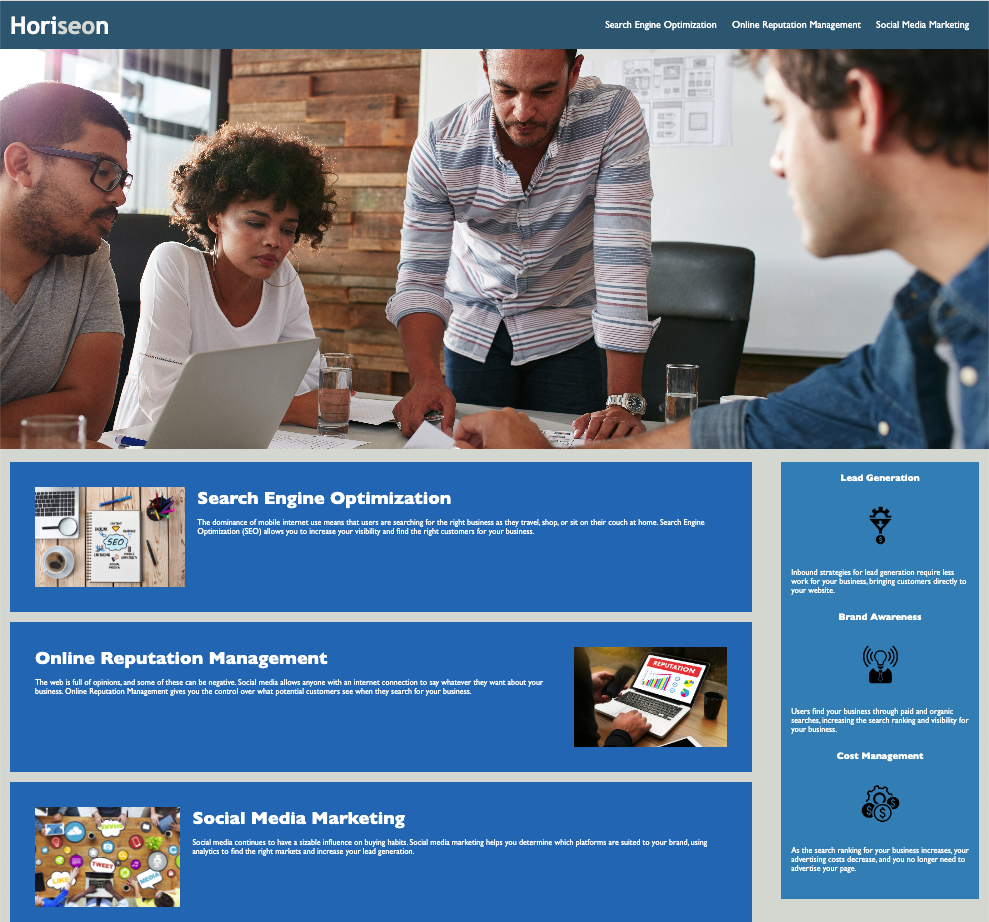 Horiseon
Search Engine Optimization
Online Reputation Management
Social Media Marketing
Search Engine Optimization
The dominance of mobile internet use means that users are searching for the right business as they travel, shop, or sit on their couch at home. Search Engine
Optimization (SEO) allows you to increase your visibility and find the right customers for your business.
SEO
Online Reputation Management
The web is full of opinions, and some of these can be negative. Social media allows anyone with an internet connection to say whatever they want about your
business. Online Reputation Management gives you the control over what potential customers see when they search for your business.
REPUTATION
Social Media Marketing
Social media continues to have a sizable influence on buying habits. Social media marketing helps you determine which platforms are suited to your brand, using
analytics to find the right markets and increase your lead generation.
TWEET
LIKE
MEDIA
Lead Generation
Inbound strategies for lead generation require less
work for your business, bringing customers directly to
your website.
Brand Awareness
Users find your business through paid and organic
searches, increasing the search ranking and visibility for
your business.
Cost Management
As the search ranking for your business increases, your
advertising costs decrease, and you no longer need to
advertise your page.